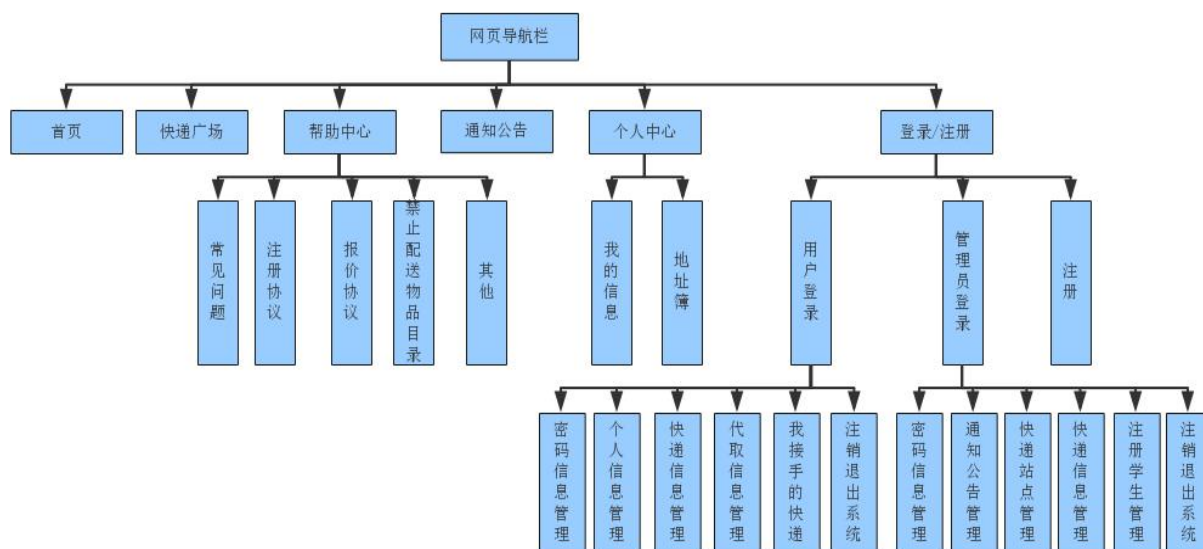 网页导航栏
首页
快递广场
帮助中心
通知公告
个人中心
登录/注册
常见问题
注册协议
报价协议
禁止配送物品目录
其他
我的信息
地址簿
用户登录
管理员登录
注册
密码信息管理
个人信息管理
快递信息管理
代取信息管理
我接手的快递
注销退出系统
密码信息管理
通知公告管理
快递站点管理
快递信息管理
注册学生管理
注销退出系统